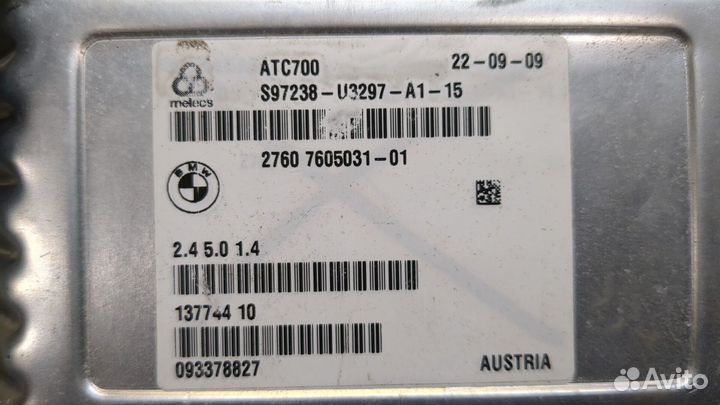 ATC700 22-09-09
melecs S97238-U3297-A1-15
2760 7605031-01
BMW
2.4 5.0 1.4
137744 10
093378827 AUSTRIA
Avito